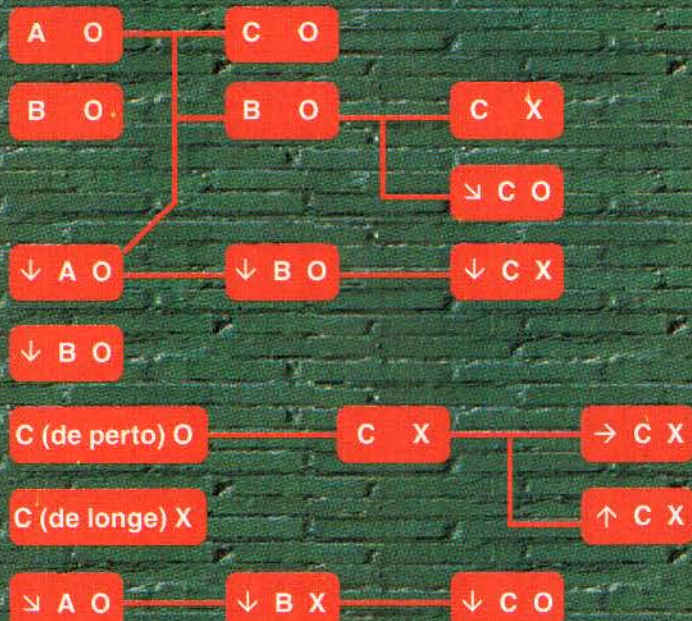 A O C O
B O B O C X
↘ C O
↓ A O ↓ B O ↓ C X
↓ B O
C (de perto) O C X → C X
C (de longe) X ↑ C X
↘ A O ↓ B X ↓ C O